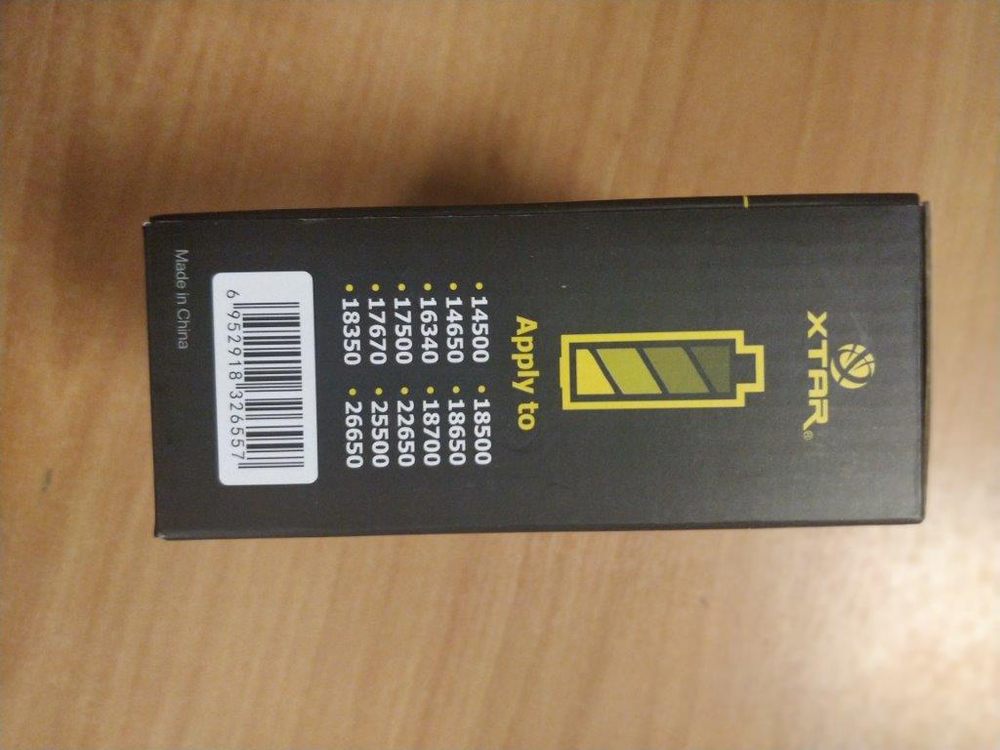 XTAR®
Apply to
• 14500 • 18500
• 14650 • 18650
• 16340 • 18700
• 17500 • 22650
• 17670 • 25500
• 18350 • 26650
6 952918 326557
Made in China